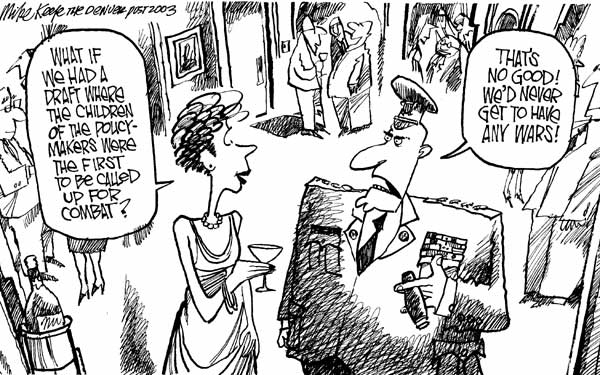 Mike Keefe THE DENVER POST 2003
WHAT IF
WE HAD A
DRAFT WHERE
THE CHILDREN
OF THE POLICY-
MAKERS WERE
THE FIRST
TO BE CALLED
UP FOR
COMBAT?
THAT'S
NO GOOD!
WE'D NEVER
GET TO HAVE
ANY WARS!